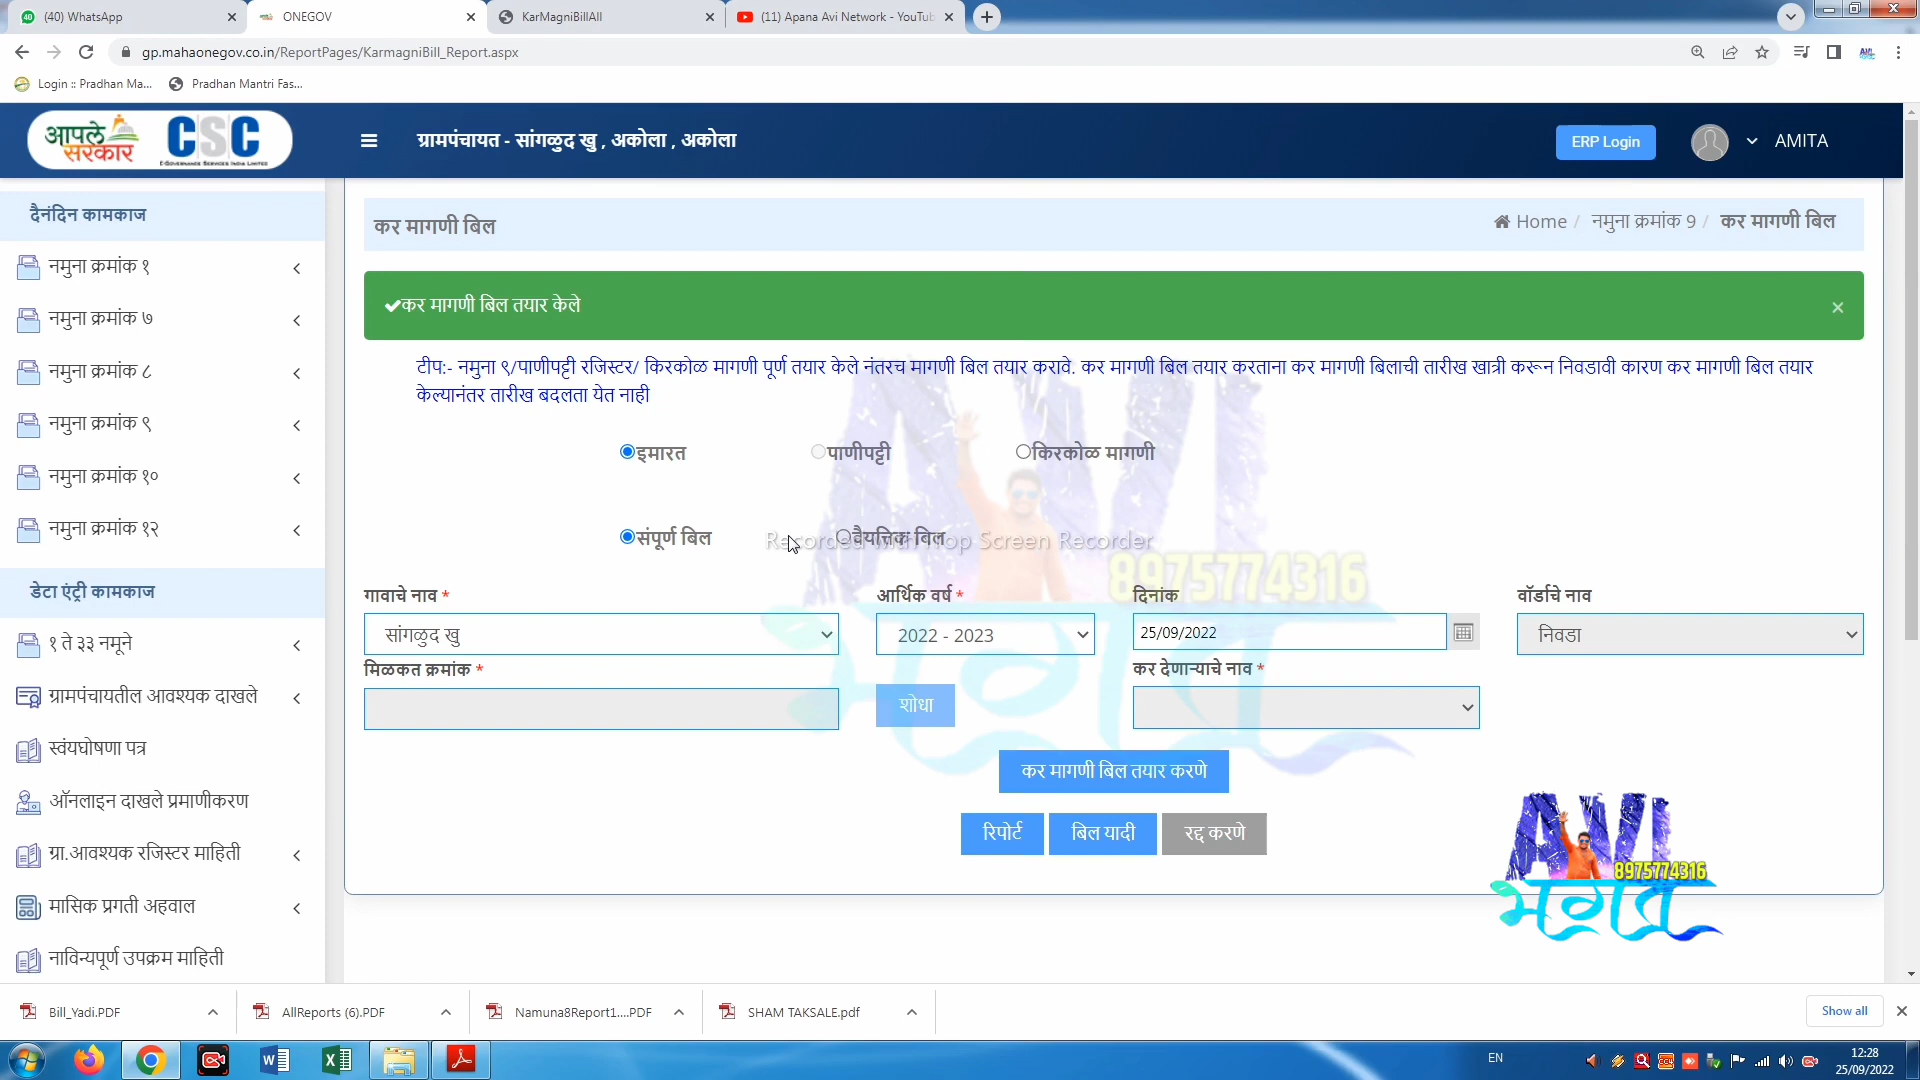 (40) WhatsApp
ONEGOV
KarMagniBillAll
(11) Apana Avi Network - YouTub
gp.mahaonegov.co.in/ReportPages/KarmagniBill_Report.aspx
Login :: Pradhan Ma...
Pradhan Mantri Fas...
आपले सरकार
CSC
E-GOVERNANCE SERVICES INDIA LIMITED
ग्रामपंचायत - सांगळुद खु , अकोला , अकोला
ERP Login
AMITA
दैनंदिन कामकाज
नमुना क्रमांक १
नमुना क्रमांक ७
नमुना क्रमांक ८
नमुना क्रमांक ९
नमुना क्रमांक १०
नमुना क्रमांक १२
डेटा एंट्री कामकाज
१ ते ३३ नमूने
ग्रामपंचायतील आवश्यक दाखले
स्वंयघोषणा पत्र
ऑनलाइन दाखले प्रमाणीकरण
ग्रा.आवश्यक रजिस्टर माहिती
मासिक प्रगती अहवाल
नाविन्यपूर्ण उपक्रम माहिती
कर मागणी बिल
Home / नमुना क्रमांक 9 / कर मागणी बिल
कर मागणी बिल तयार केले
×
टीप:- नमुना ९/पाणीपट्टी रजिस्टर/ किरकोळ मागणी पूर्ण तयार केले नंतरच मागणी बिल तयार करावे. कर मागणी बिल तयार करताना कर मागणी बिलाची तारीख खात्री करून निवडावी कारण कर मागणी बिल तयार
केल्यानंतर तारीख बदलता येत नाही
इमारत
पाणीपट्टी
किरकोळ मागणी
संपूर्ण बिल
वैयत्तिक बिल
Recorded with iTop Screen Recorder
8975774316
भगत
गावाचे नाव *
आर्थिक वर्ष *
दिनांक
वॉर्डाचे नाव
सांगळुद खु
2022 - 2023
25/09/2022
निवडा
मिळकत क्रमांक *
कर देणाऱ्याचे नाव *
शोधा
कर मागणी बिल तयार करणे
रिपोर्ट
बिल यादी
रद्द करणे
AVI
8975774316
भगत
Bill_Yadi.PDF
AllReports (6).PDF
Namuna8Report1....PDF
SHAM TAKSALE.pdf
Show all
EN
12:28
25/09/2022